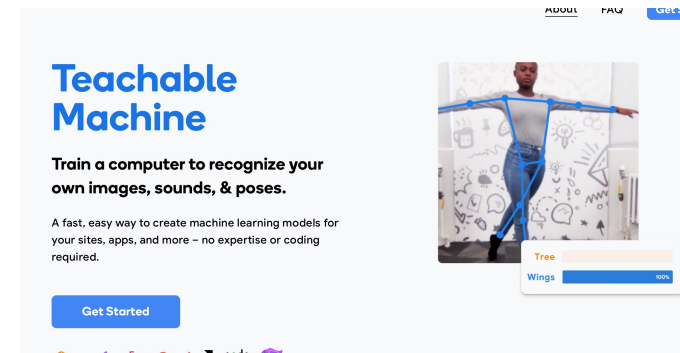 About FAQ
Teachable
Machine
Train a computer to recognize your
own images, sounds, & poses.
A fast, easy way to create machine learning models for
your sites, apps, and more – no expertise or coding
required.
Get Started
Tree
Wings 100%